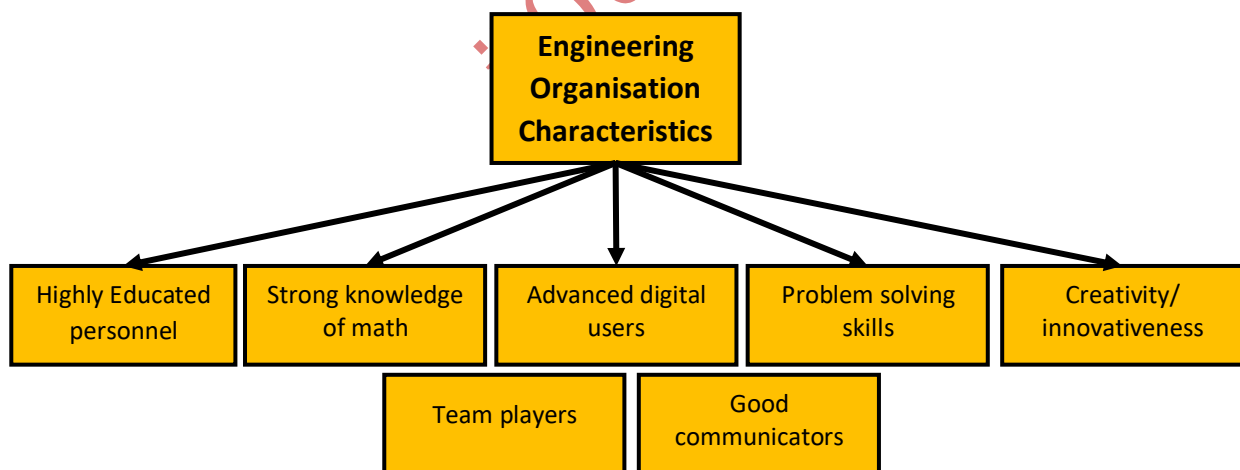 Engineering
Organisation
Characteristics
Highly Educated
personnel
Strong knowledge
of math
Advanced digital
users
Problem solving
skills
Creativity/
innovativeness
Team players
Good
communicators